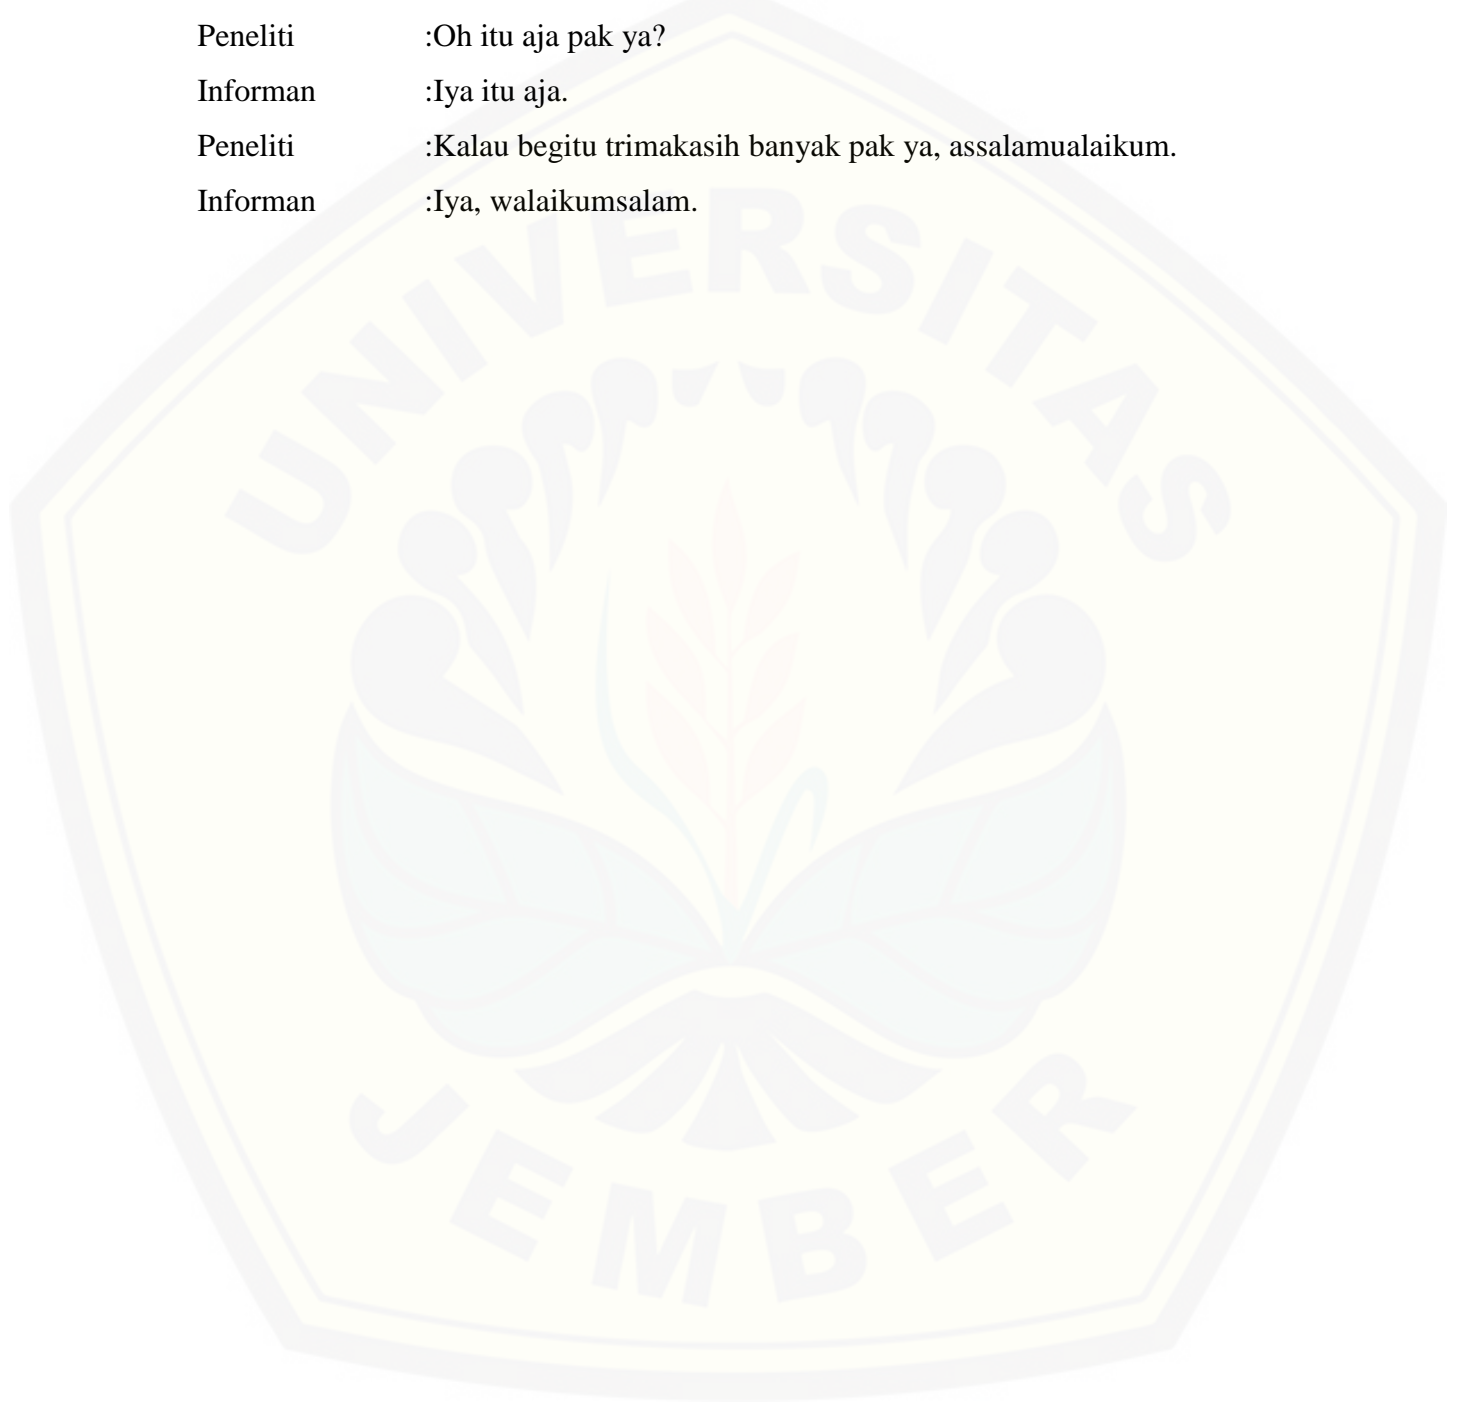 Peneliti :Oh itu aja pak ya?
Informan :Iya itu aja.
Peneliti :Kalau begitu trimakasih banyak pak ya, assalamualaikum.
Informan :Iya, walaikumsalam.
UNIVERSITAS
JEMBER